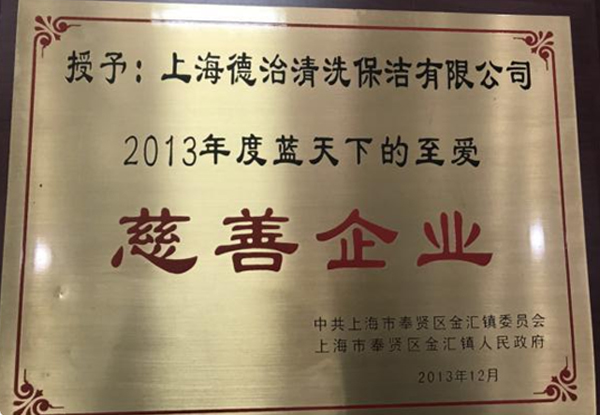 授予：上海德治清洗保洁有限公司
2013年度蓝天下的至爱
慈善企业
中共上海市奉贤区金汇镇委员会
上海市奉贤区金汇镇人民政府
2013年12月